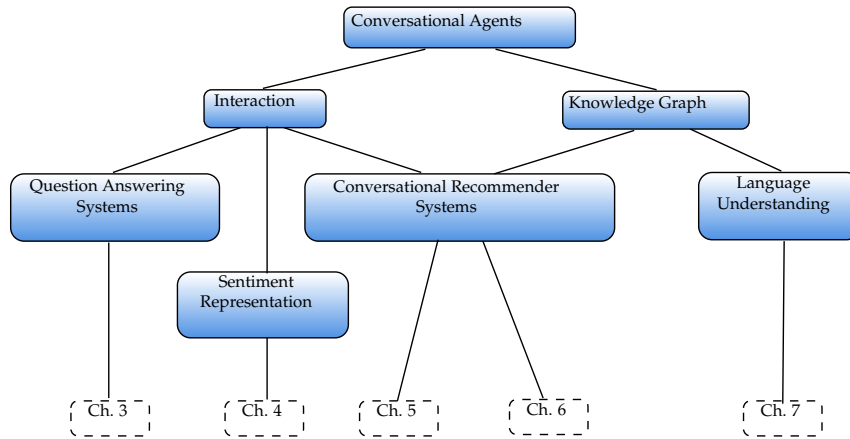 Conversational Agents
Interaction
Knowledge Graph
Question Answering
Systems
Conversational Recommender
Systems
Language
Understanding
Sentiment
Representation
Ch. 3
Ch. 4
Ch. 5
Ch. 6
Ch. 7